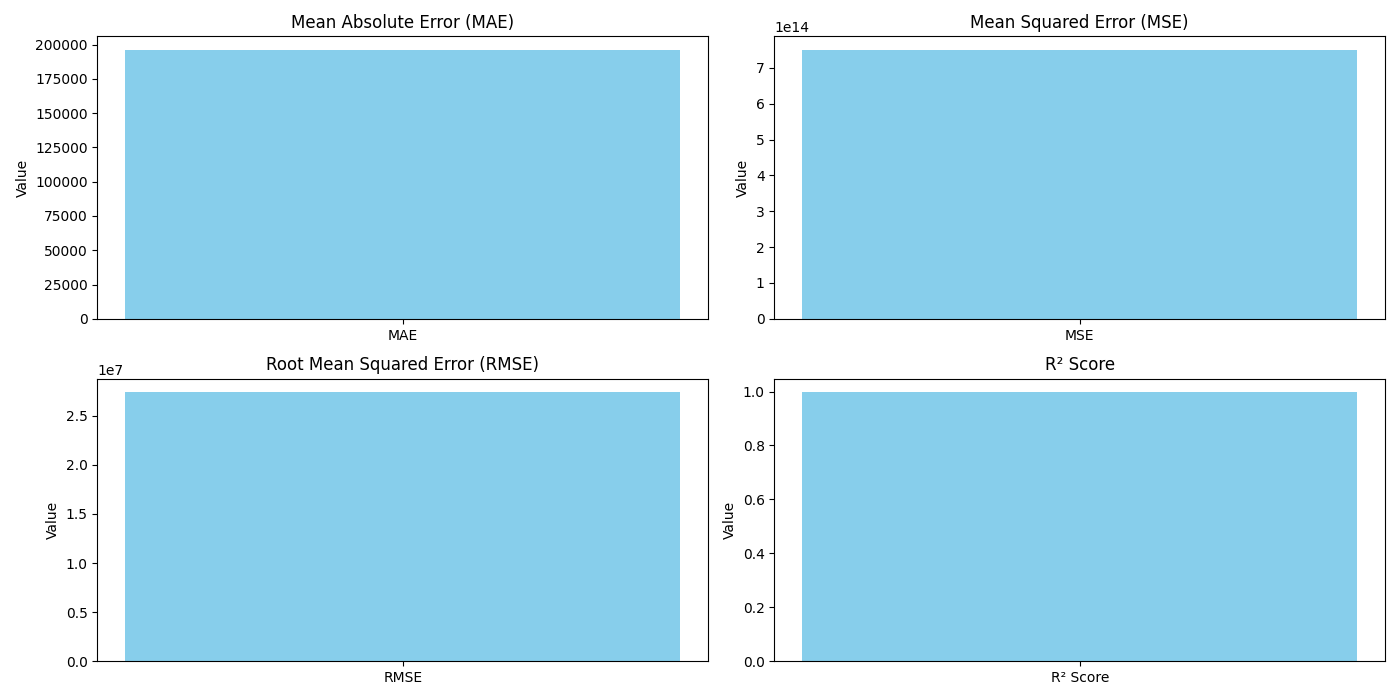 Mean Absolute Error (MAE)
200000
175000
150000
125000
100000
75000
50000
25000
0
Value
MAE
Mean Squared Error (MSE)
1e14
7
6
5
4
3
2
1
0
Value
MSE
Root Mean Squared Error (RMSE)
1e7
2.5
2.0
1.5
1.0
0.5
0.0
Value
RMSE
R² Score
1.0
0.8
0.6
0.4
0.2
0.0
Value
R² Score